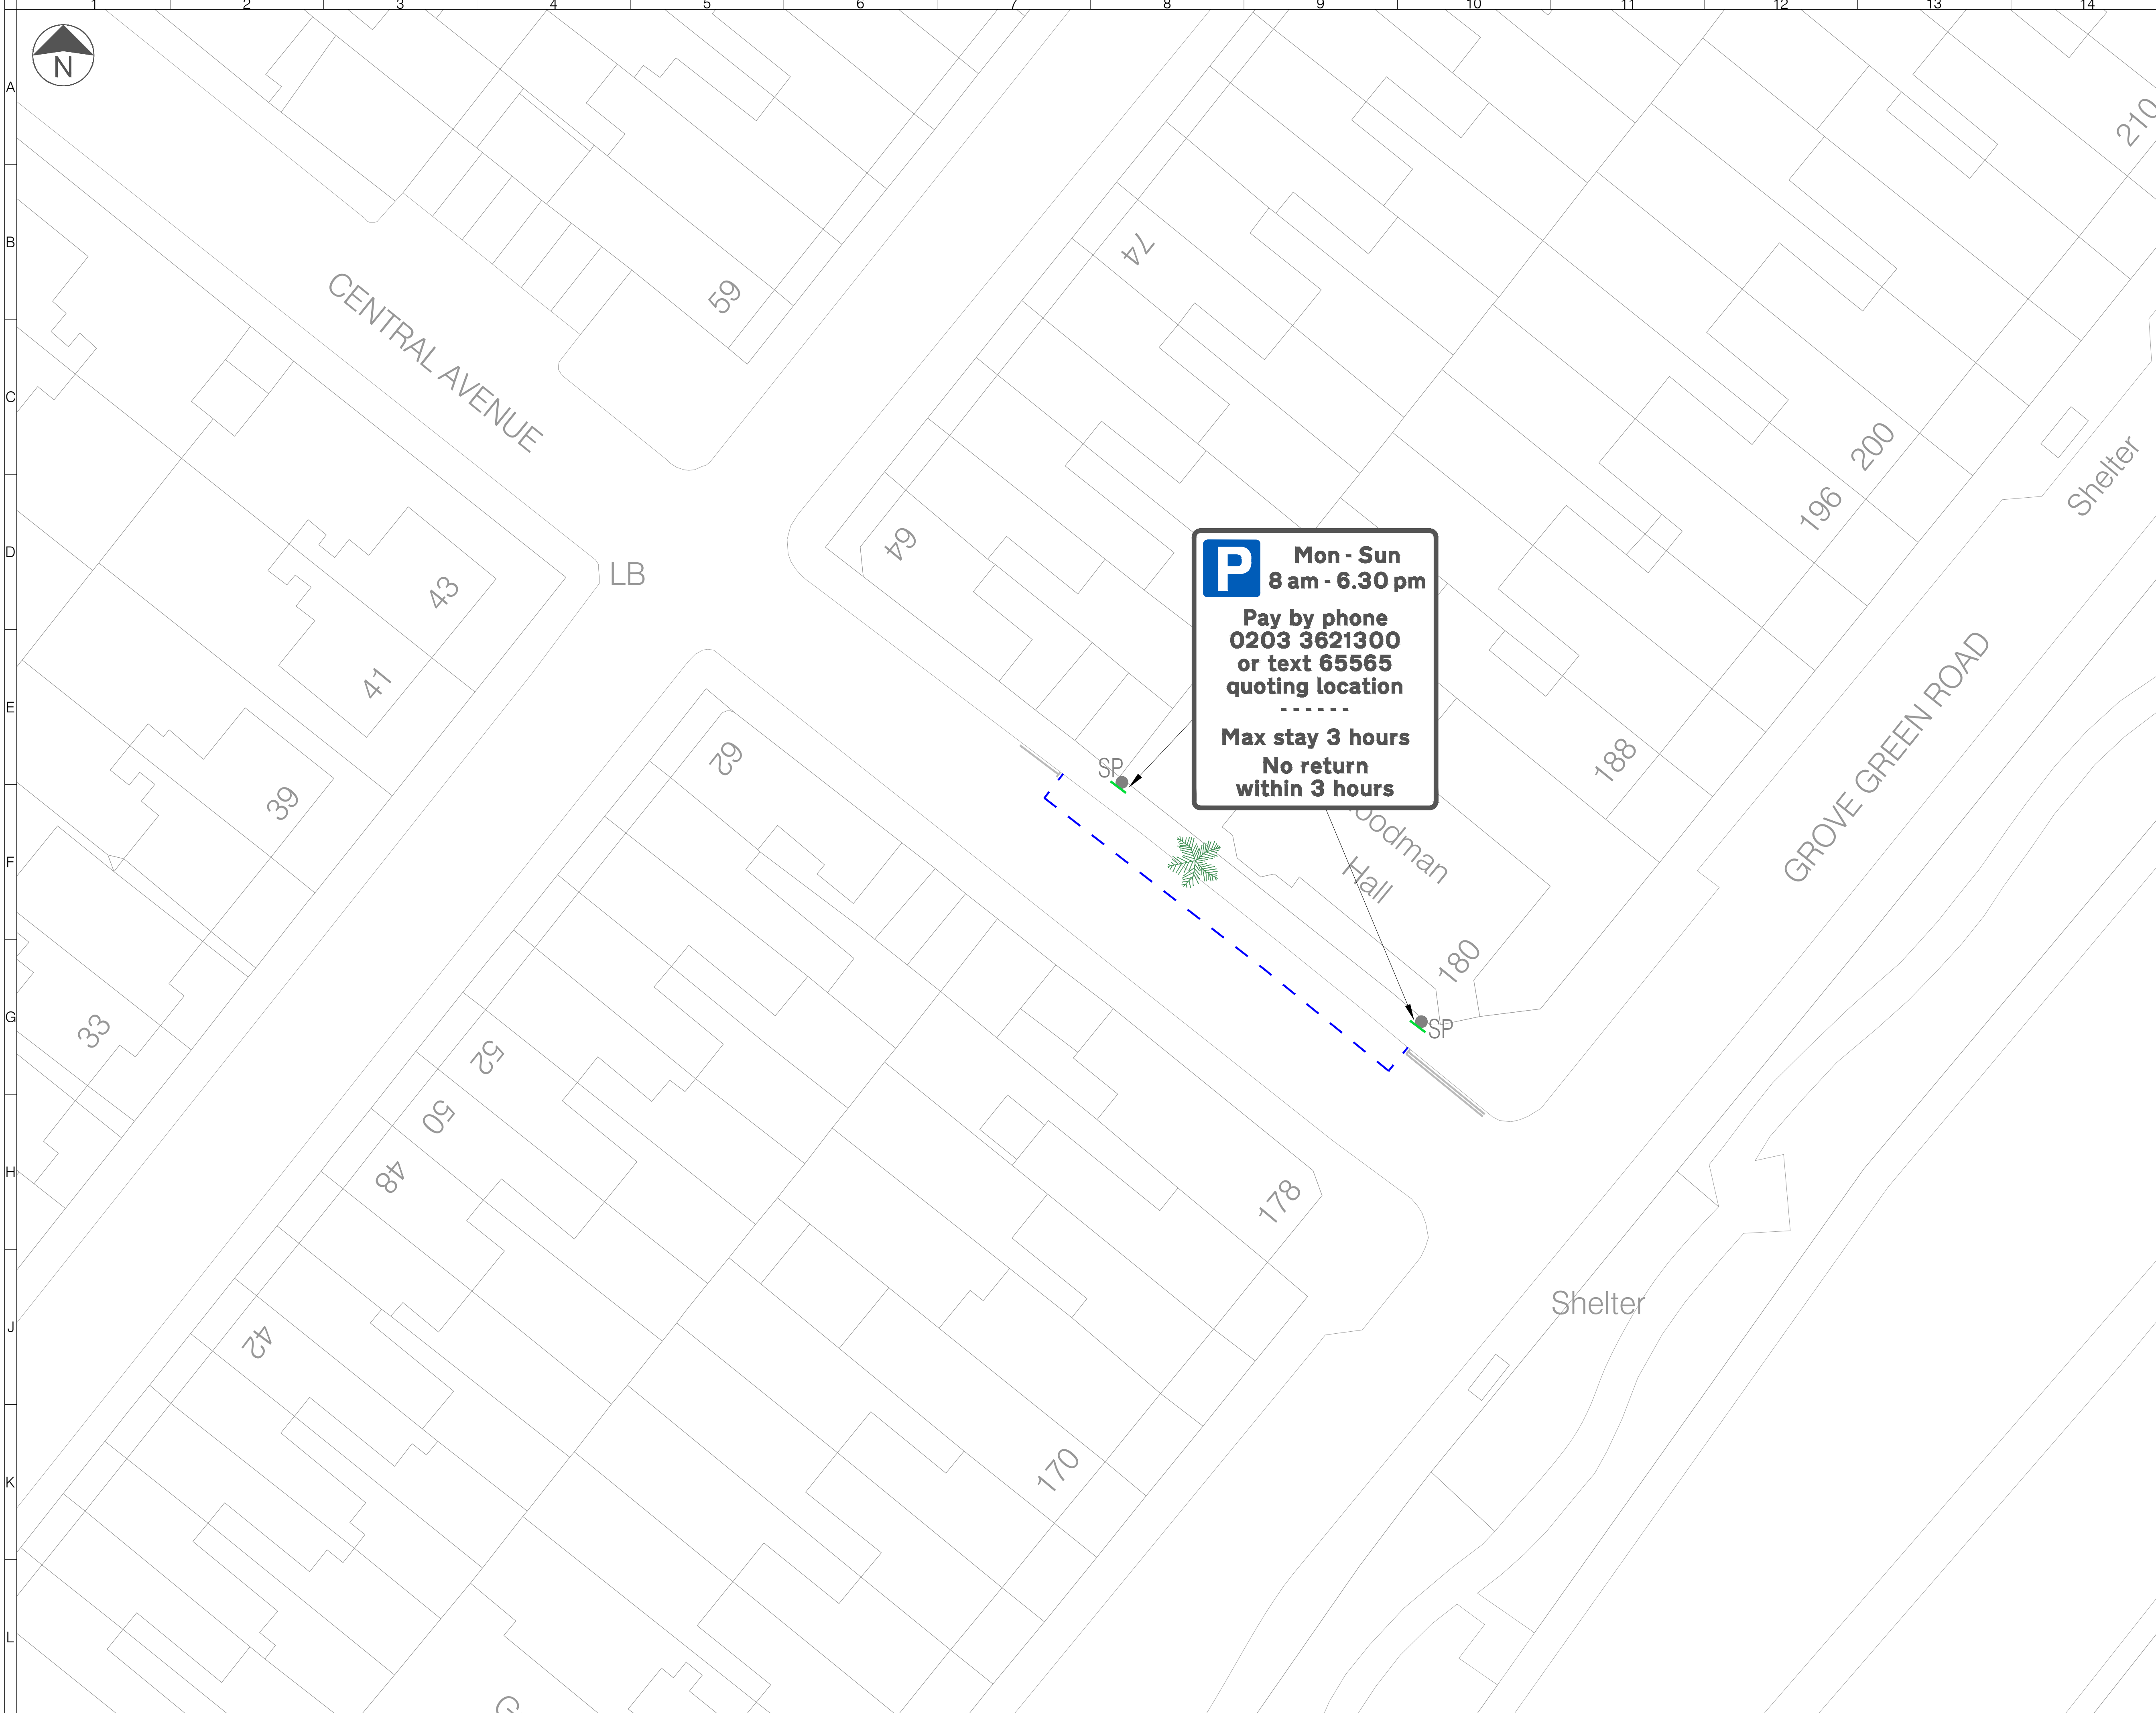 1 2 3 4 5 6 7 8 9 10 11 12 13 14
A
B
C
D
E
F
G
H
J
K
L
N
210
74
59
CENTRAL AVENUE
64
LB
43
41
39
33
62
52
50
48
42
200
196
Shelter
GROVE GREEN ROAD
188
P
Mon - Sun
8 am - 6.30 pm
Pay by phone
0203 3621300
or text 65565
quoting location
- - - - - -
Max stay 3 hours
No return
within 3 hours
SP
Hall
180
SP
178
Shelter
170
G